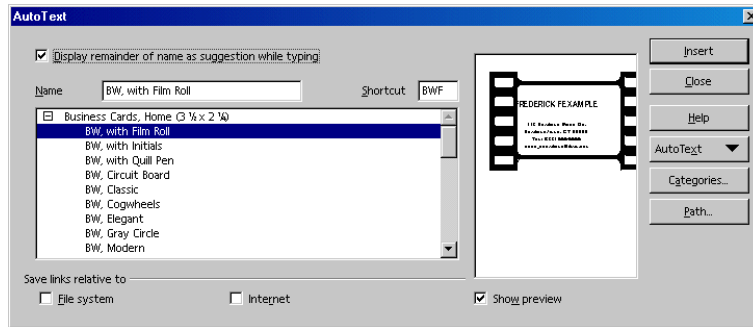 AutoText
Display remainder of name as suggestion while typing
Name
BW, with Film Roll
Shortcut
BWF
Business Cards, Home (3 ½ x 2 ¼)
BW, with Film Roll
BW, with Initials
BW, with Quill Pen
BW, Circuit Board
BW, Classic
BW, Cogwheels
BW, Elegant
BW, Gray Circle
BW, Modern
FREDERICK FEXAMPLE
Insert
Close
Help
AutoText
Categories...
Path...
Save links relative to
File system
Internet
Show preview